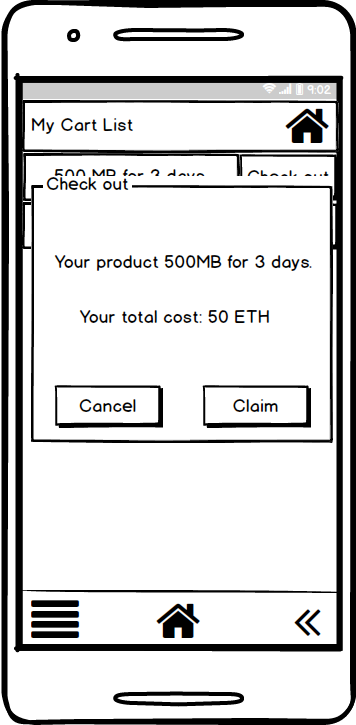 9:02
My Cart List
500 MB for 3 days
Check out
Check out
Your product 500MB for 3 days.
Your total cost: 50 ETH
Cancel
Claim